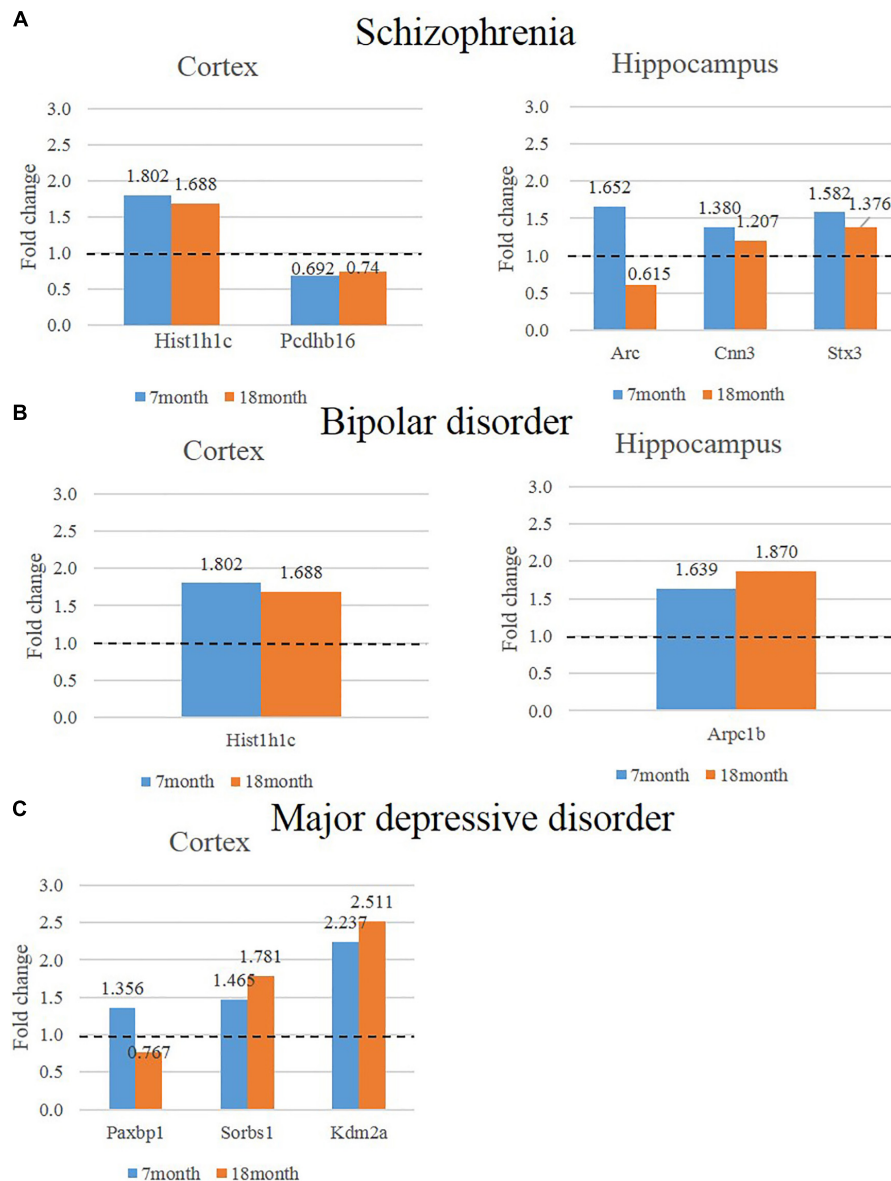 A
Schizophrenia
Cortex
Hippocampus
3.0
2.5
2.0
1.5
1.0
0.5
0.0
Fold change
1.802
1.688
0.692
0.74
Hist1h1c
Pcdhb16
7month
18month
3.0
2.5
2.0
1.5
1.0
0.5
0.0
Fold change
1.652
0.615
1.380
1.207
1.582
1.376
Arc
Cnn3
Stx3
7month
18month
B
Bipolar disorder
Cortex
Hippocampus
3.0
2.5
2.0
1.5
1.0
0.5
0.0
Fold change
1.802
1.688
Hist1h1c
7month
18month
3.0
2.5
2.0
1.5
1.0
0.5
0.0
Fold change
1.639
1.870
Arpc1b
7month
18month
C
Major depressive disorder
Cortex
3.0
2.5
2.0
1.5
1.0
0.5
0.0
Fold change
1.356
0.767
1.465
1.781
2.237
2.511
Paxbp1
Sorbs1
Kdm2a
7month
18month